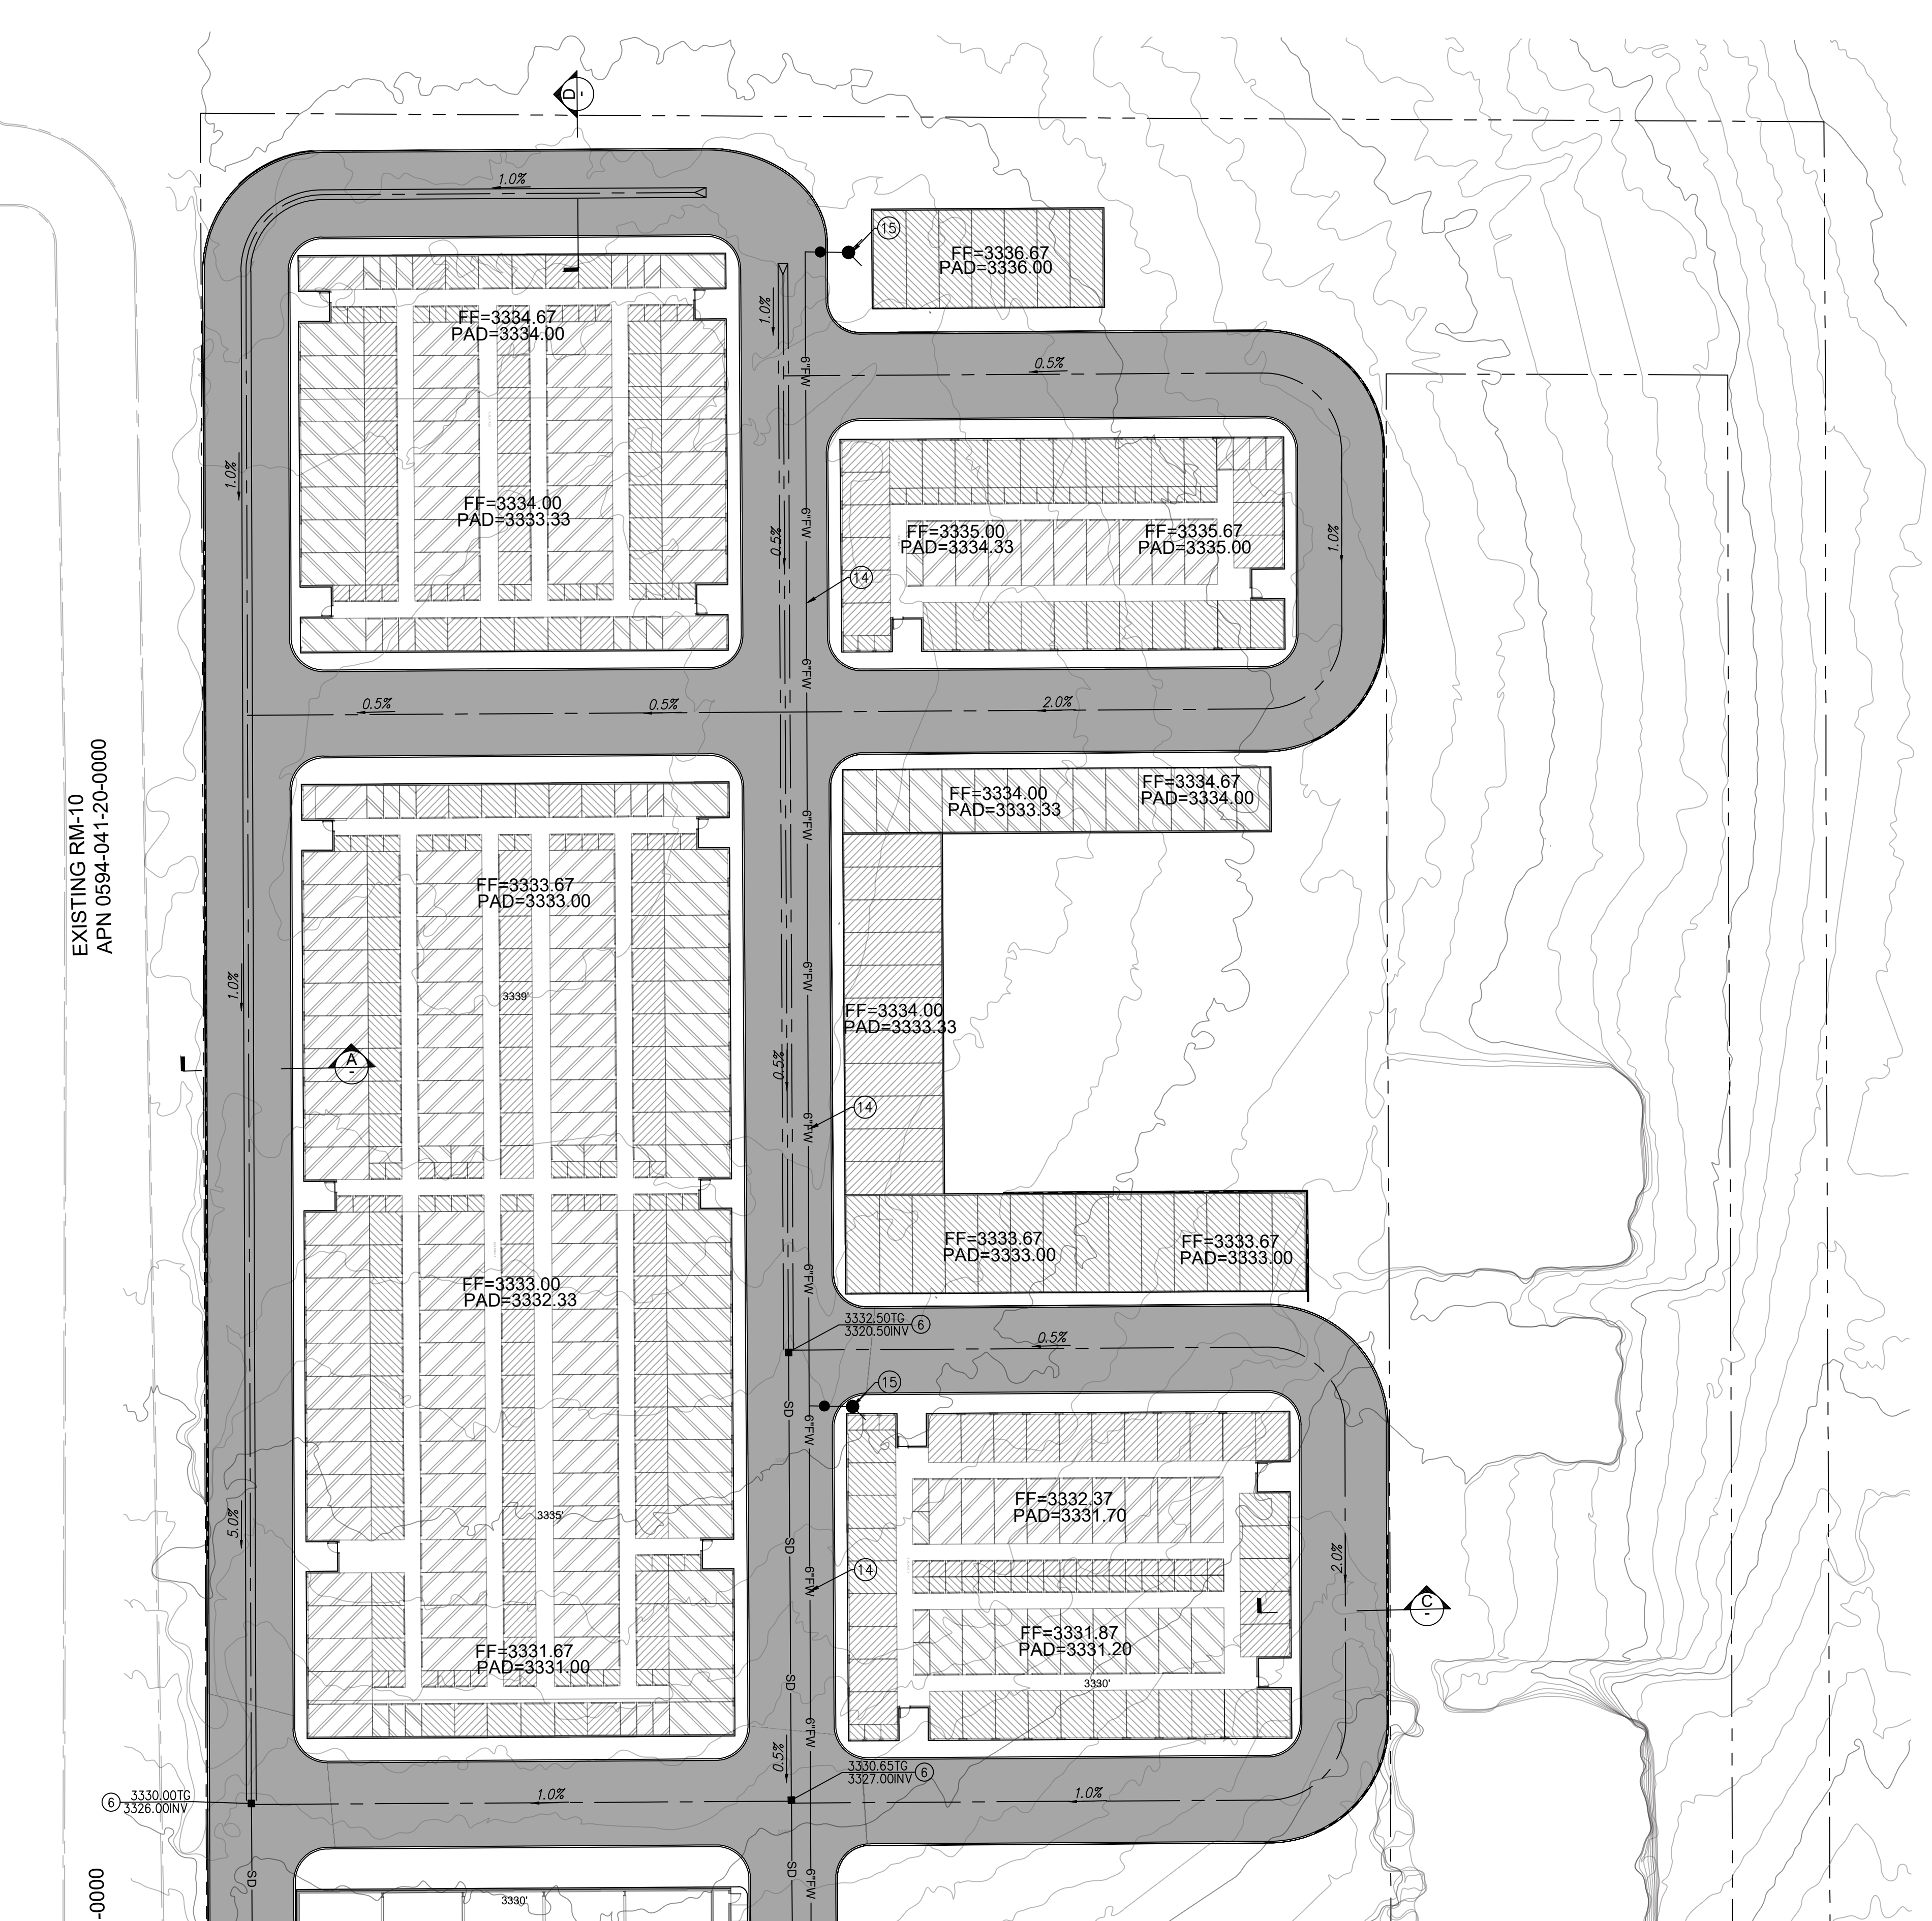 D
-
1.0%
15
FF=3336.67
PAD=3336.00
1.0%
FF=3334.67
PAD=3334.00
6"FW
0.5%
1.0%
FF=3334.00
PAD=3333.33
6"FW
0.5%
FF=3335.00
PAD=3334.33
FF=3335.67
PAD=3335.00
1.0%
14
6"FW
0.5%
0.5%
2.0%
EXISTING RM-10
APN 0594-041-20-0000
FF=3334.00
PAD=3333.33
FF=3334.67
PAD=3334.00
6"FW
FF=3333.67
PAD=3333.00
6"FW
1.0%
3339'
FF=3334.00
PAD=3333.33
A
-
0.5%
14
6"FW
FF=3333.67
PAD=3333.00
FF=3333.67
PAD=3333.00
6"FW
FF=3333.00
PAD=3332.33
3332.50TG
3320.50INV
6
0.5%
15
SD
6"FW
5.0%
3335'
FF=3332.37
PAD=3331.70
SD
6"FW
14
2.0%
C
-
FF=3331.67
PAD=3331.00
FF=3331.87
PAD=3331.20
3330'
SD
6"FW
0.5%
3330.65TG
3327.00INV
6
6
3330.00TG
3326.00INV
1.0%
1.0%
SD
SD
6"FW
-0000
3330'